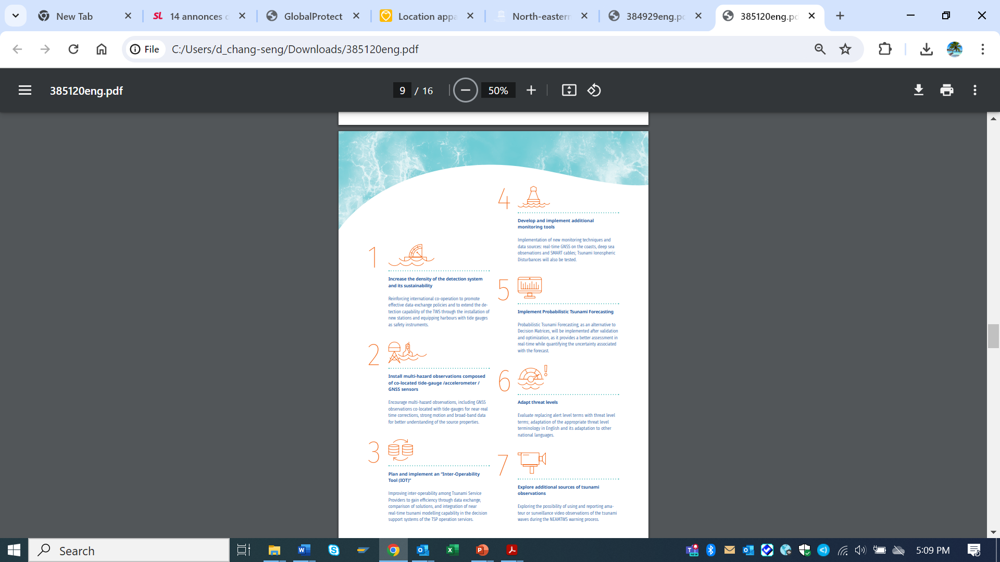 New Tab
SL 14 annonces d
GlobalProtect
Location appa
North-eastern
384929eng.pd
385120eng.pd
File C:/Users/d_chang-seng/Downloads/385120eng.pdf
385120eng.pdf
9 / 16
50%
1
Increase the density of the detection system
and its sustainability
Reinforcing international co-operation to promote
effective data-exchange policies and to extend the de-
tection capability of the TWS through the installation of
new stations and equipping harbours with tide gauges
as safety instruments.
2
Install multi-hazard observations composed
of co-located tide-gauge /accelerometer /
GNSS sensors
Encourage multi-hazard observations, including GNSS
observations co-located with tide-gauges for near-real
time corrections, strong motion and broad-band data
for better understanding of the source properties.
3
Plan and implement an “Inter-Operability
Tool (IOT)”
Improving inter-operability among Tsunami Service
Providers to gain efficiency through data exchange,
comparison of solutions, and integration of near
real-time tsunami modelling capability in the decision
support systems of the TSP operation services.
4
Develop and implement additional
monitoring tools
Implementation of new monitoring techniques and
data sources: real-time GNSS on the coasts, deep sea
observations and SMART cables; Tsunami Ionospheric
Disturbances will also be tested.
5
Implement Probabilistic Tsunami Forecasting
Probabilistic Tsunami Forecasting, as an alternative to
Decision Matrices, will be implemented after validation
and optimization, as it provides a better assessment in
real-time while quantifying the uncertainty associated
with the forecast.
6
Adapt threat levels
Evaluate replacing alert level terms with threat level
terms; adaptation of the appropriate threat level
terminology in English and its adaptation to other
national languages.
7
Explore additional sources of tsunami
observations
Exploring the possibility of using and reporting ama-
teur or surveillance video observations of the tsunami
waves during the NEAMTWS warning process.
Search
5:09 PM